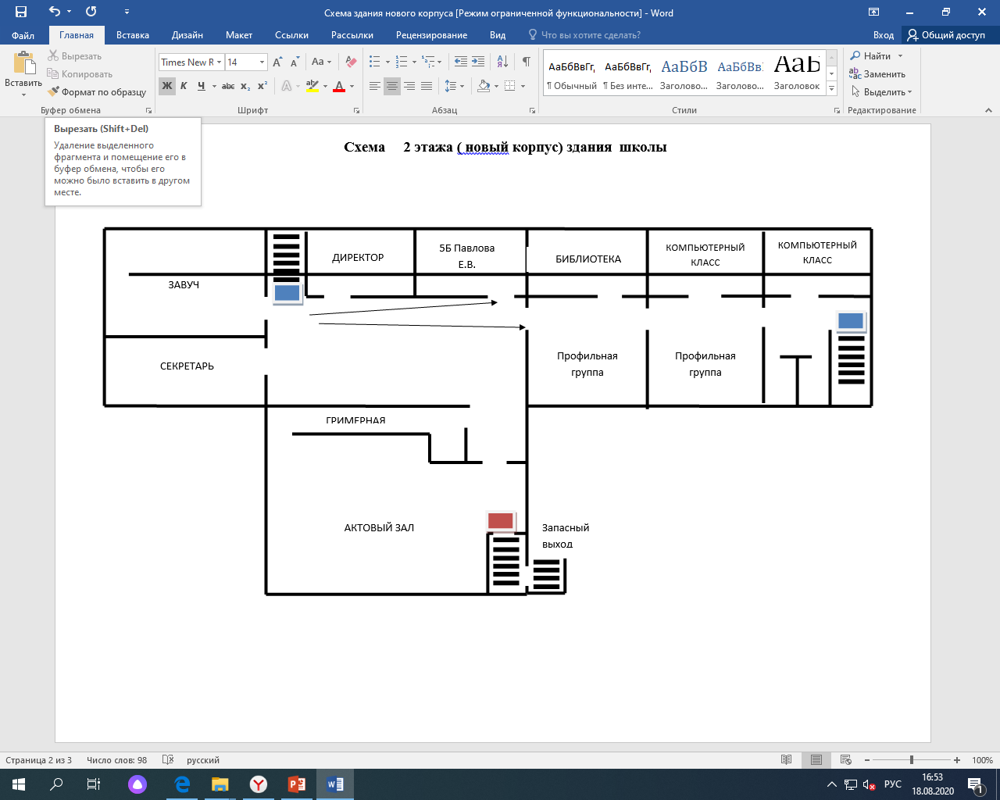 Схема здания нового корпуса [Режим ограниченной функциональности] - Word
Файл Главная Вставка Дизайн Макет Ссылки Рассылки Рецензирование Вид Что вы хотите сделать? Вход Общий доступ
Вставить
Вырезать
Копировать
Формат по образцу
Буфер обмена
Times New R 14 Aa
Ж К Ч abc x₂ x² A ab A
Шрифт
Абзац
АаБбВвГг, АаБбВвГг, АаБбВ АаБбВв: АаБ
¶ Обычный ¶ Без инте... Заголово... Заголово... Заголовок
Стили
Найти
Заменить
Выделить
Редактирование
Вырезать (Shift+Del)
Удаление выделенного
фрагмента и помещение его в
буфер обмена, чтобы его
можно было вставить в другом
месте.
Схема 2 этажа ( новый корпус) здания школы
ДИРЕКТОР
5Б Павлова
Е.В.
БИБЛИОТЕКА
КОМПЬЮТЕРНЫЙ
КЛАСС
КОМПЬЮТЕРНЫЙ
КЛАСС
ЗАВУЧ
СЕКРЕТАРЬ
Профильная
группа
Профильная
группа
ГРИМЕРНАЯ
АКТОВЫЙ ЗАЛ
Запасный
выход
Страница 2 из 3 Число слов: 98 русский 100%
РУС
16:53
18.08.2020
1